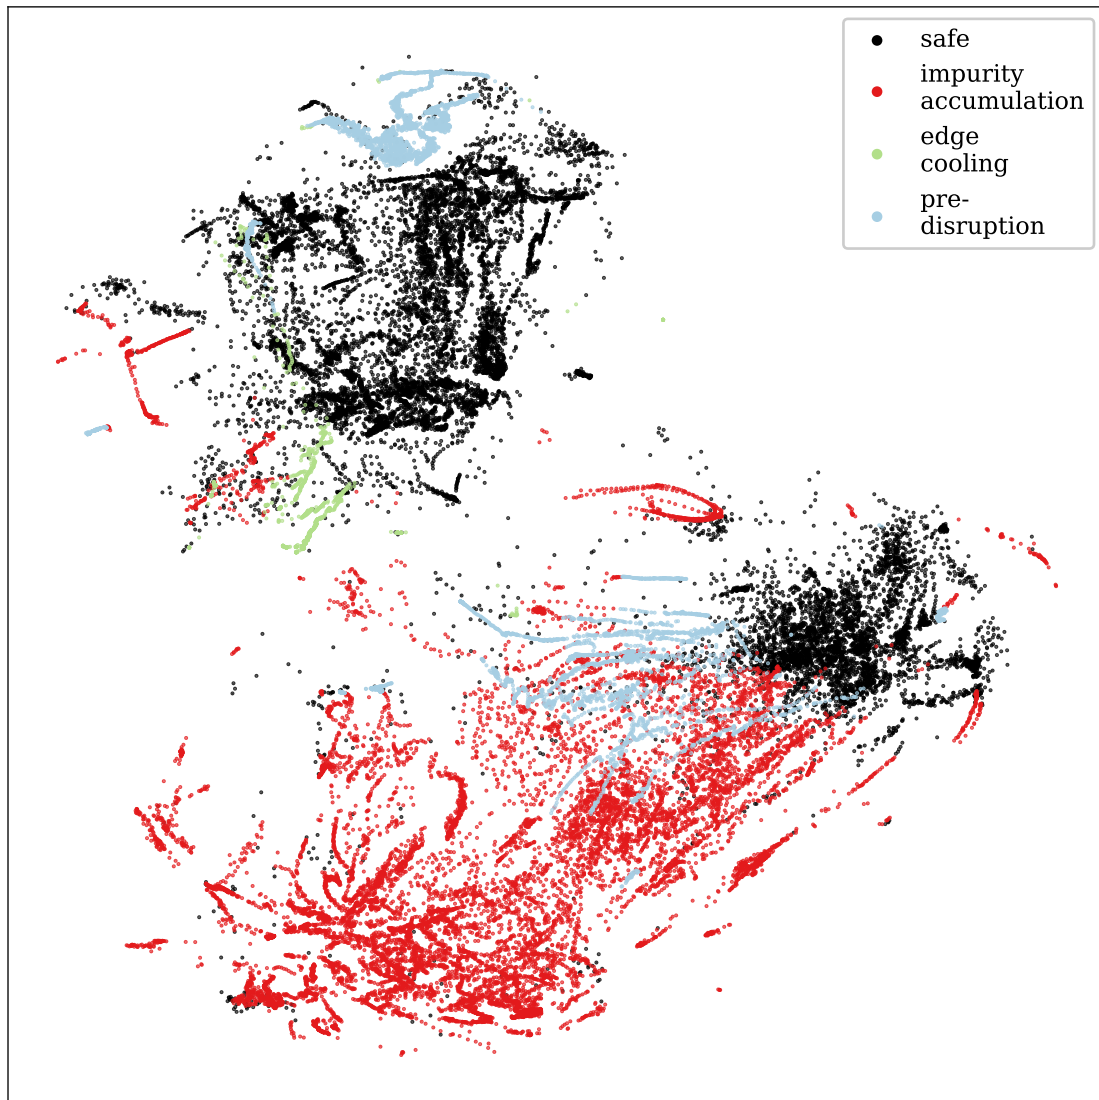 safe
impurity
accumulation
edge
cooling
pre-
disruption